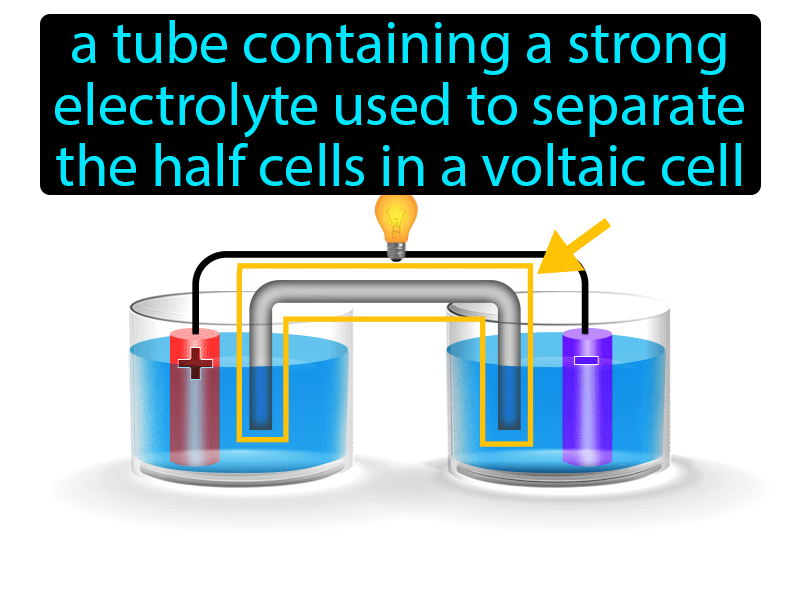 a tube containing a strong
electrolyte used to separate
the half cells in a voltaic cell
+
-